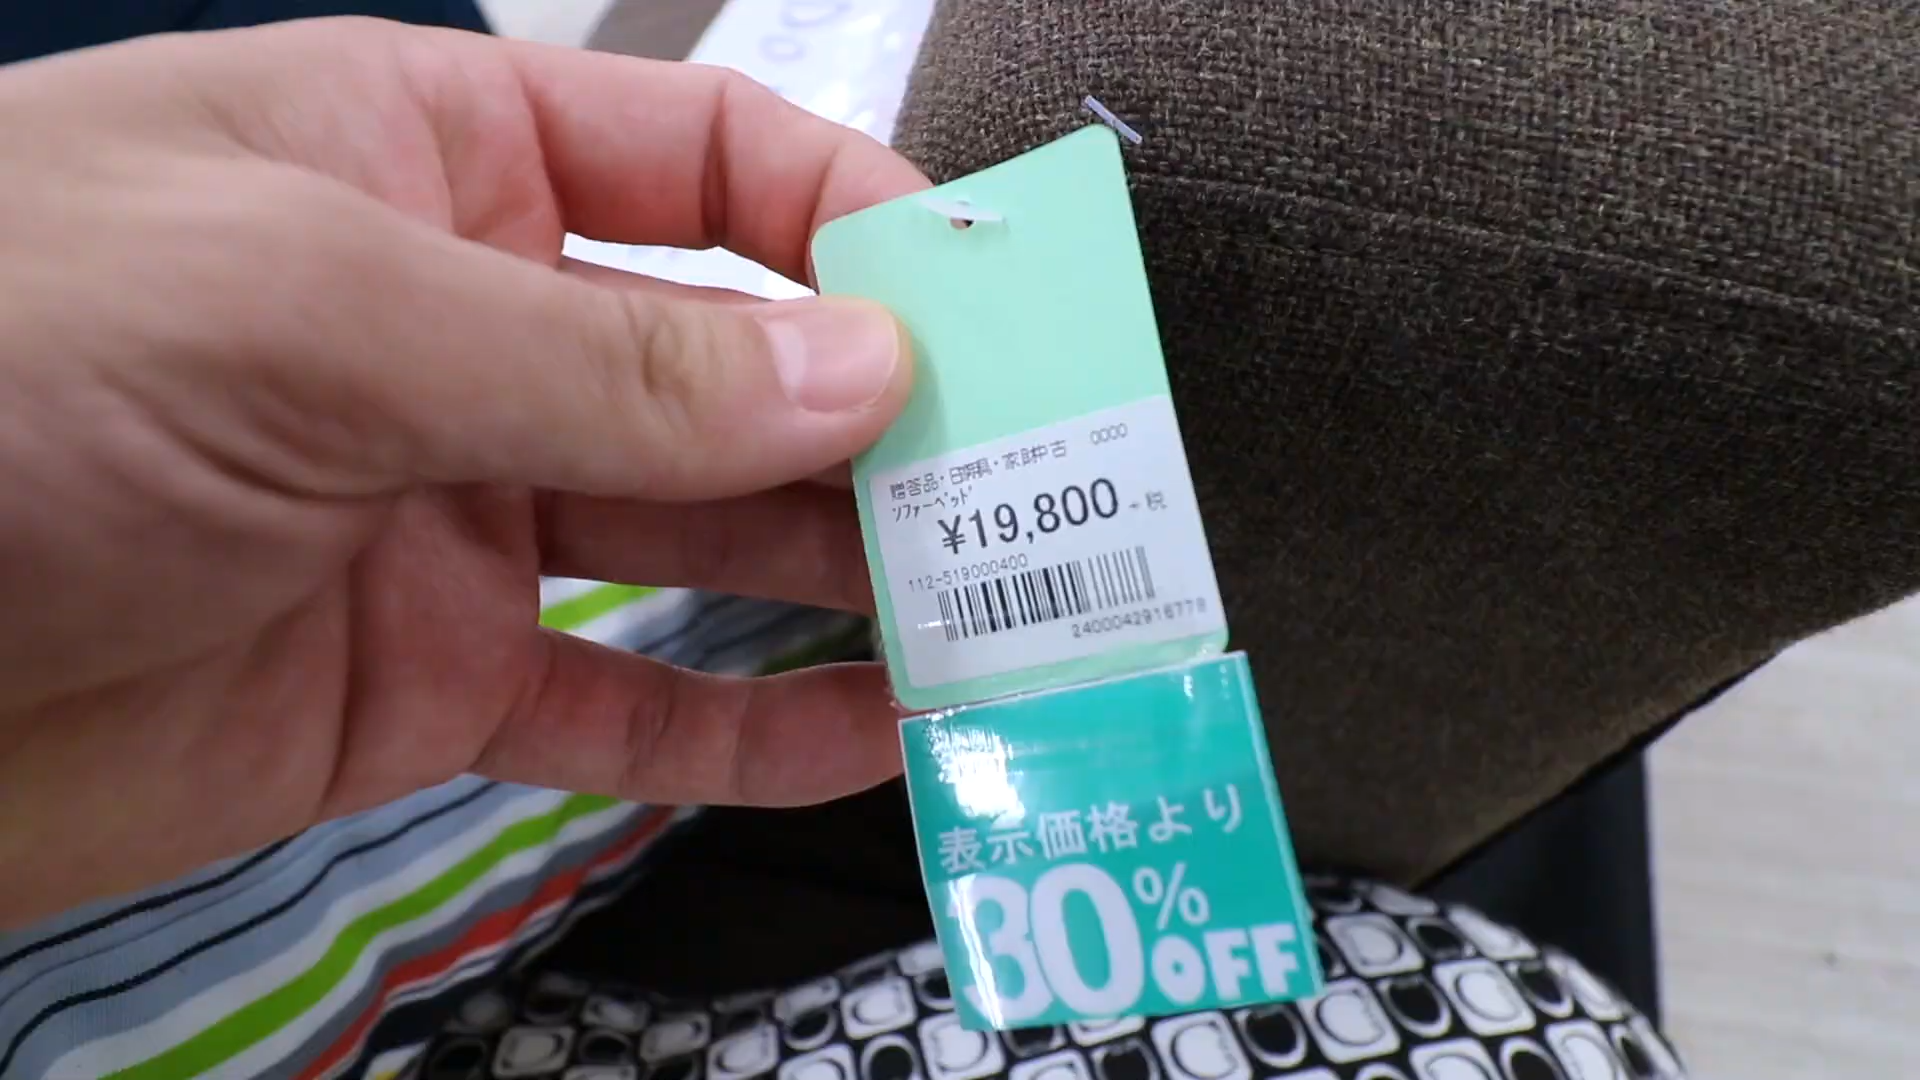 贈答品・日用具・家財中古 0000
ソファーベッド
¥19,800 +税
112-519000400
2400042916778
表示価格より
30%
OFF